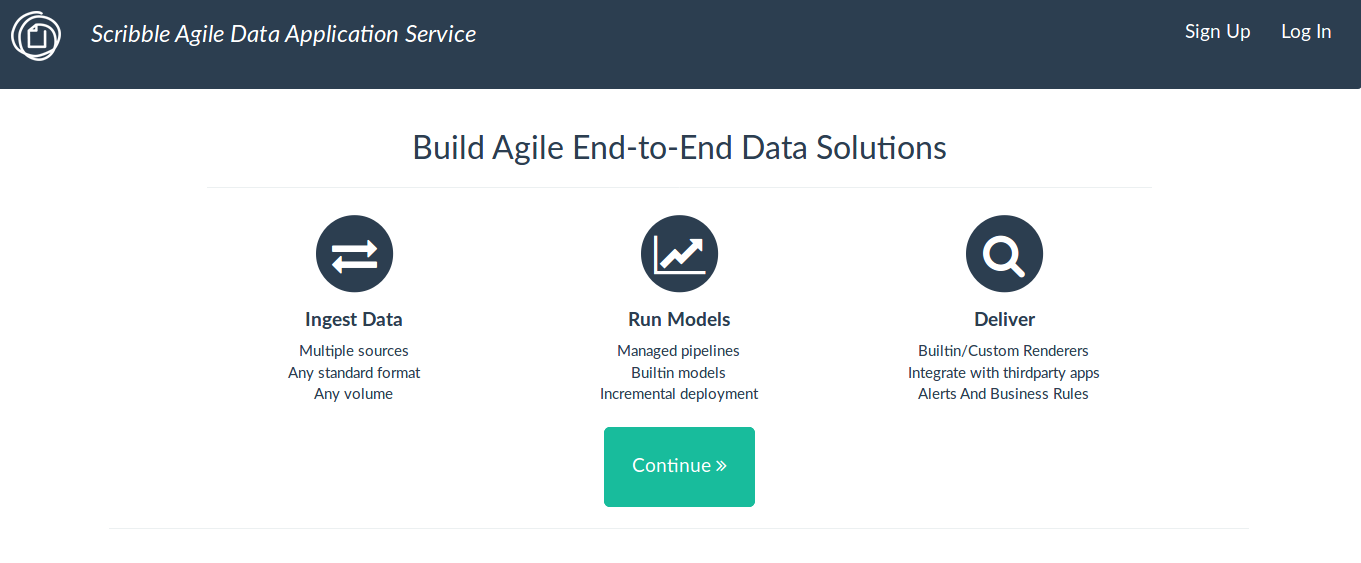 Scribble Agile Data Application Service
Sign Up
Log In
Build Agile End-to-End Data Solutions
Ingest Data
Multiple sources
Any standard format
Any volume
Run Models
Managed pipelines
Builtin models
Incremental deployment
Deliver
Builtin/Custom Renderers
Integrate with thirdparty apps
Alerts And Business Rules
Continue »